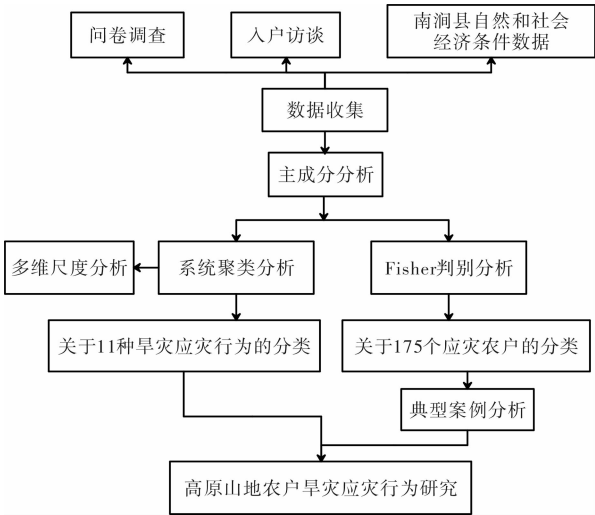 问卷调查
入户访谈
南涧县自然和社会
经济条件数据
数据收集
主成分分析
多维尺度分析
系统聚类分析
Fisher判别分析
关于11种旱灾应灾行为的分类
关于175个应灾农户的分类
典型案例分析
高原山地农户旱灾应灾行为研究